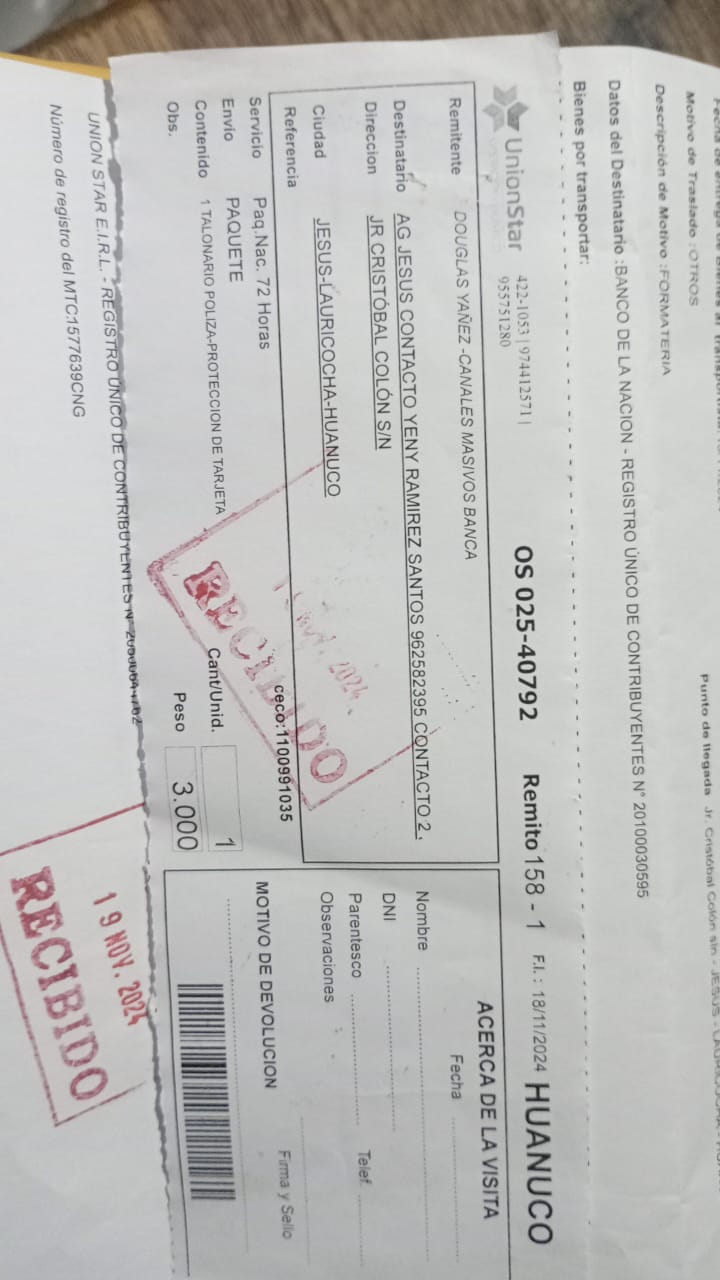 Motivo de Traslado :OTROS
Descripción de Motivo :FORMATERIA
Punto de llegada Jr. Cristóbal Colón sin - JESUS -
Datos del Destinatario :BANCO DE LA NACION - REGISTRO ÚNICO DE CONTRIBUYENTES N° 20100030595
Bienes por transportar:
UnionStar
422-1053 | 974412571 |
955751280
OS 025-40792
Remito 158 - 1
F.I. : 18/11/2024
HUANUCO
Remitente DOUGLAS YAÑEZ -CANALES MASIVOS BANCA
Destinatario AG JESUS CONTACTO YENY RAMIREZ SANTOS 962582395 CONTACTO 2 .
Direccion JR CRISTÓBAL COLÓN S/N
Ciudad JESUS-LAURICOCHA-HUANUCO
Referencia
ceco:1100991035
Servicio Paq.Nac. 72 Horas
Envío PAQUETE
Contenido 1 TALONARIO POLIZA-PROTECCION DE TARJETA
Obs.
Cant/Unid. 1
Peso 3.000
NOV. 2024
RECIBIDO
ACERCA DE LA VISITA
Fecha
Nombre
DNI
Parentesco
Telef.
Observaciones
Firma y Sello
MOTIVO DE DEVOLUCION
UNION STAR E.I.R.L. - REGISTRO ÚNICO DE CONTRIBUYENTES N°
Número de registro del MTC:1577639CNG
19 NOV. 2024
RECIBIDO